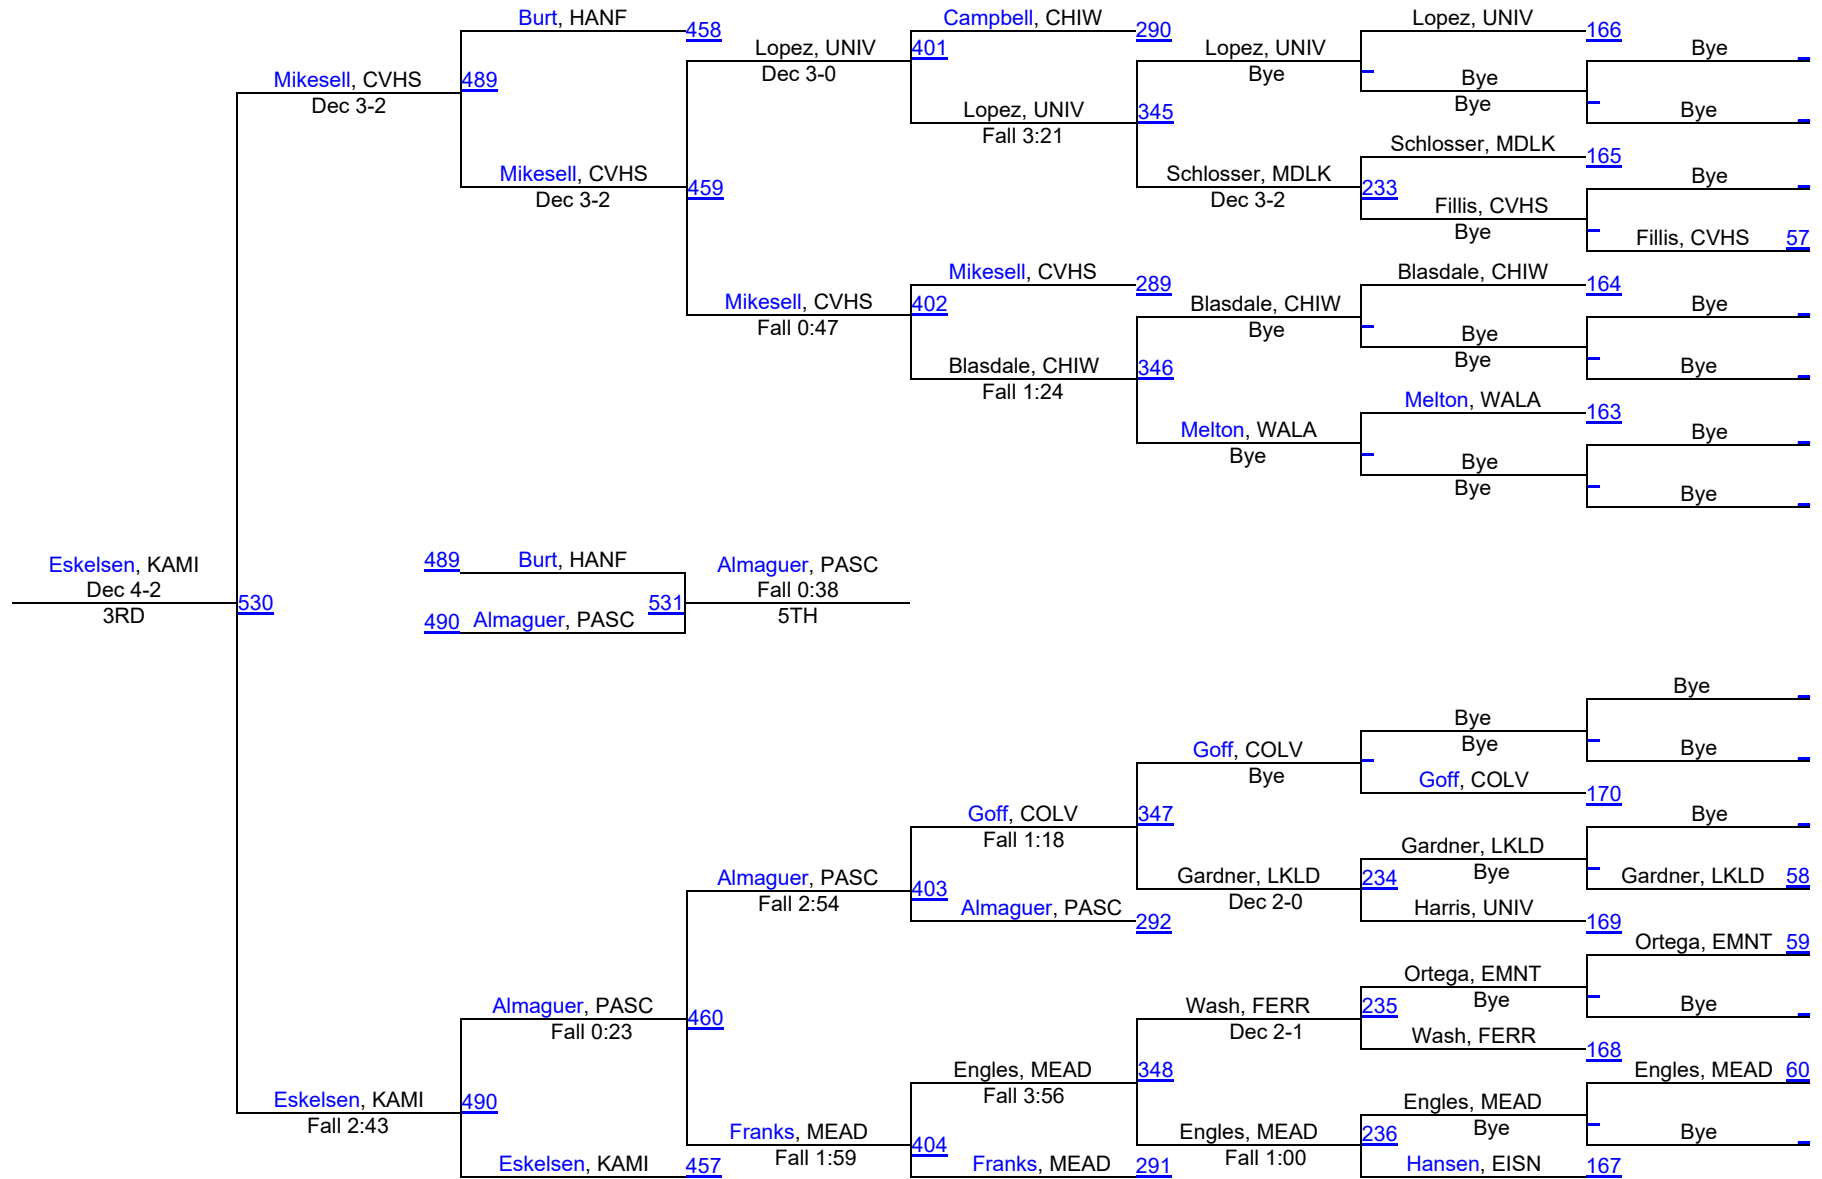 Burt, HANF 458
Campbell, CHIW 290
Lopez, UNIV 166
Lopez, UNIV 401
Dec 3-0
Lopez, UNIV
Bye
Bye
Bye
Bye
Mikesell, CVHS 489
Dec 3-2
Lopez, UNIV 345
Fall 3:21
Bye
Schlosser, MDLK 165
Mikesell, CVHS 459
Dec 3-2
Schlosser, MDLK 233
Dec 3-2
Bye
Fillis, CVHS
Bye
Fillis, CVHS 57
Mikesell, CVHS 289
Blasdale, CHIW 164
Mikesell, CVHS 402
Fall 0:47
Blasdale, CHIW
Bye
Bye
Bye
Bye
Blasdale, CHIW 346
Fall 1:24
Bye
Melton, WALA 163
Melton, WALA
Bye
Bye
Bye
Bye
Bye
489 Burt, HANF
Eskelsen, KAMI
Dec 4-2
3RD
530
490 Almaguer, PASC
531
Almaguer, PASC
Fall 0:38
5TH
Bye
Bye
Bye
Bye
Goff, COLV
Bye
Goff, COLV 170
Goff, COLV 347
Fall 1:18
Bye
Almaguer, PASC 403
Fall 2:54
Gardner, LKLD
Bye
Gardner, LKLD 58
Gardner, LKLD 234
Dec 2-0
Almaguer, PASC 292
Harris, UNIV 169
Ortega, EMNT 59
Ortega, EMNT
Bye
Bye
Almaguer, PASC 460
Fall 0:23
Wash, FERR 235
Dec 2-1
Wash, FERR 168
Engles, MEAD 348
Fall 3:56
Engles, MEAD 60
Eskelsen, KAMI 490
Fall 2:43
Engles, MEAD
Bye
Bye
Franks, MEAD 404
Fall 1:59
Engles, MEAD 236
Fall 1:00
Eskelsen, KAMI 457
Franks, MEAD 291
Hansen, EISN 167